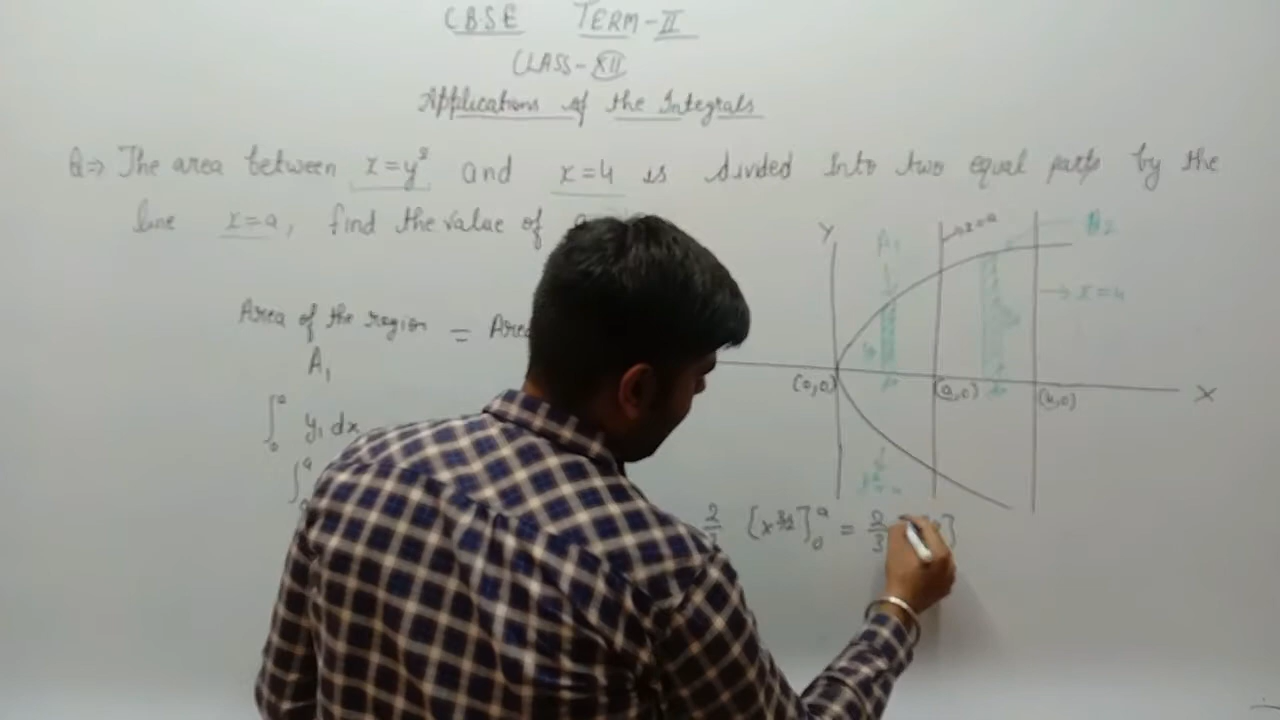 CBSE TERM-II
CLASS-XII
Applications of the Integrals
Q⇒ The area between x=y² and x=4 is divided into two equal parts by the
line x=a, find the value of
Area of the region = Area
A₁
∫₀ᵃ y₁ dx
∫ᵃ
Y
A₁
x=a
A₂
→ x=4
(0,0)
(a,0)
(4,0)
X
2/3 [x^3/2]₀ᵃ = 2/3